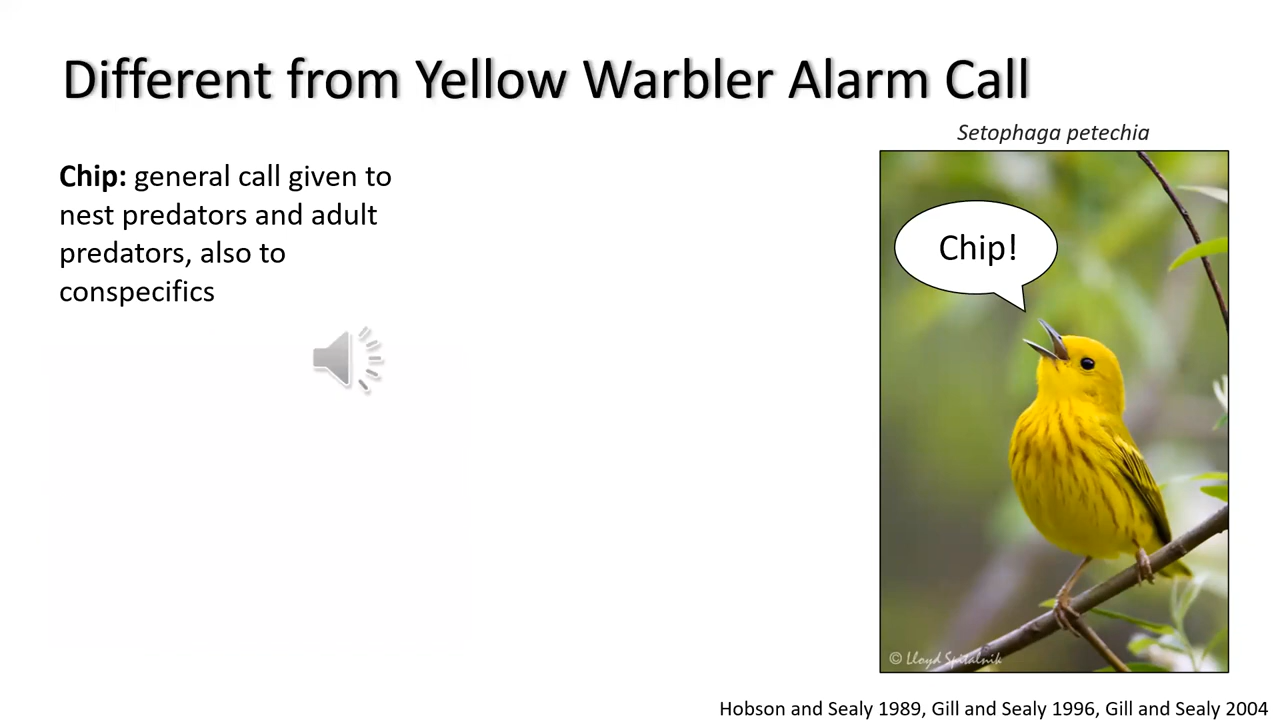 Different from Yellow Warbler Alarm Call
Setophaga petechia
Chip: general call given to
nest predators and adult
predators, also to
conspecifics
Chip!
© Lloyd Spitalnik
Hobson and Sealy 1989, Gill and Sealy 1996, Gill and Sealy 2004